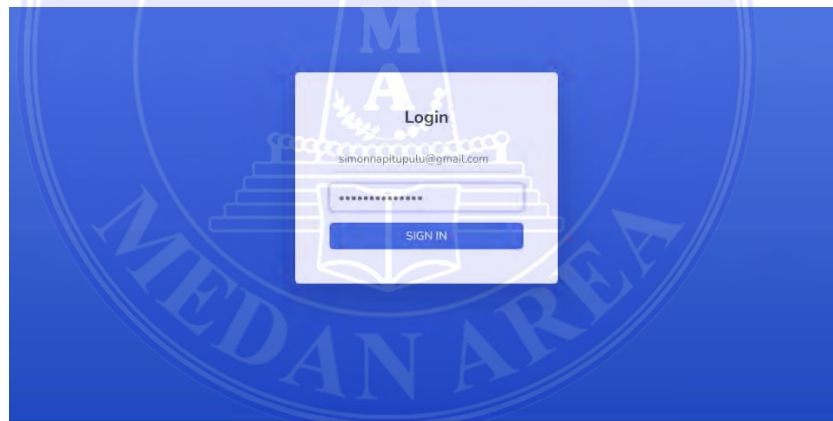 M
A
Login
simonnapitupulu@gmail.com
••••••••••••••
SIGN IN
MEDAN AREA